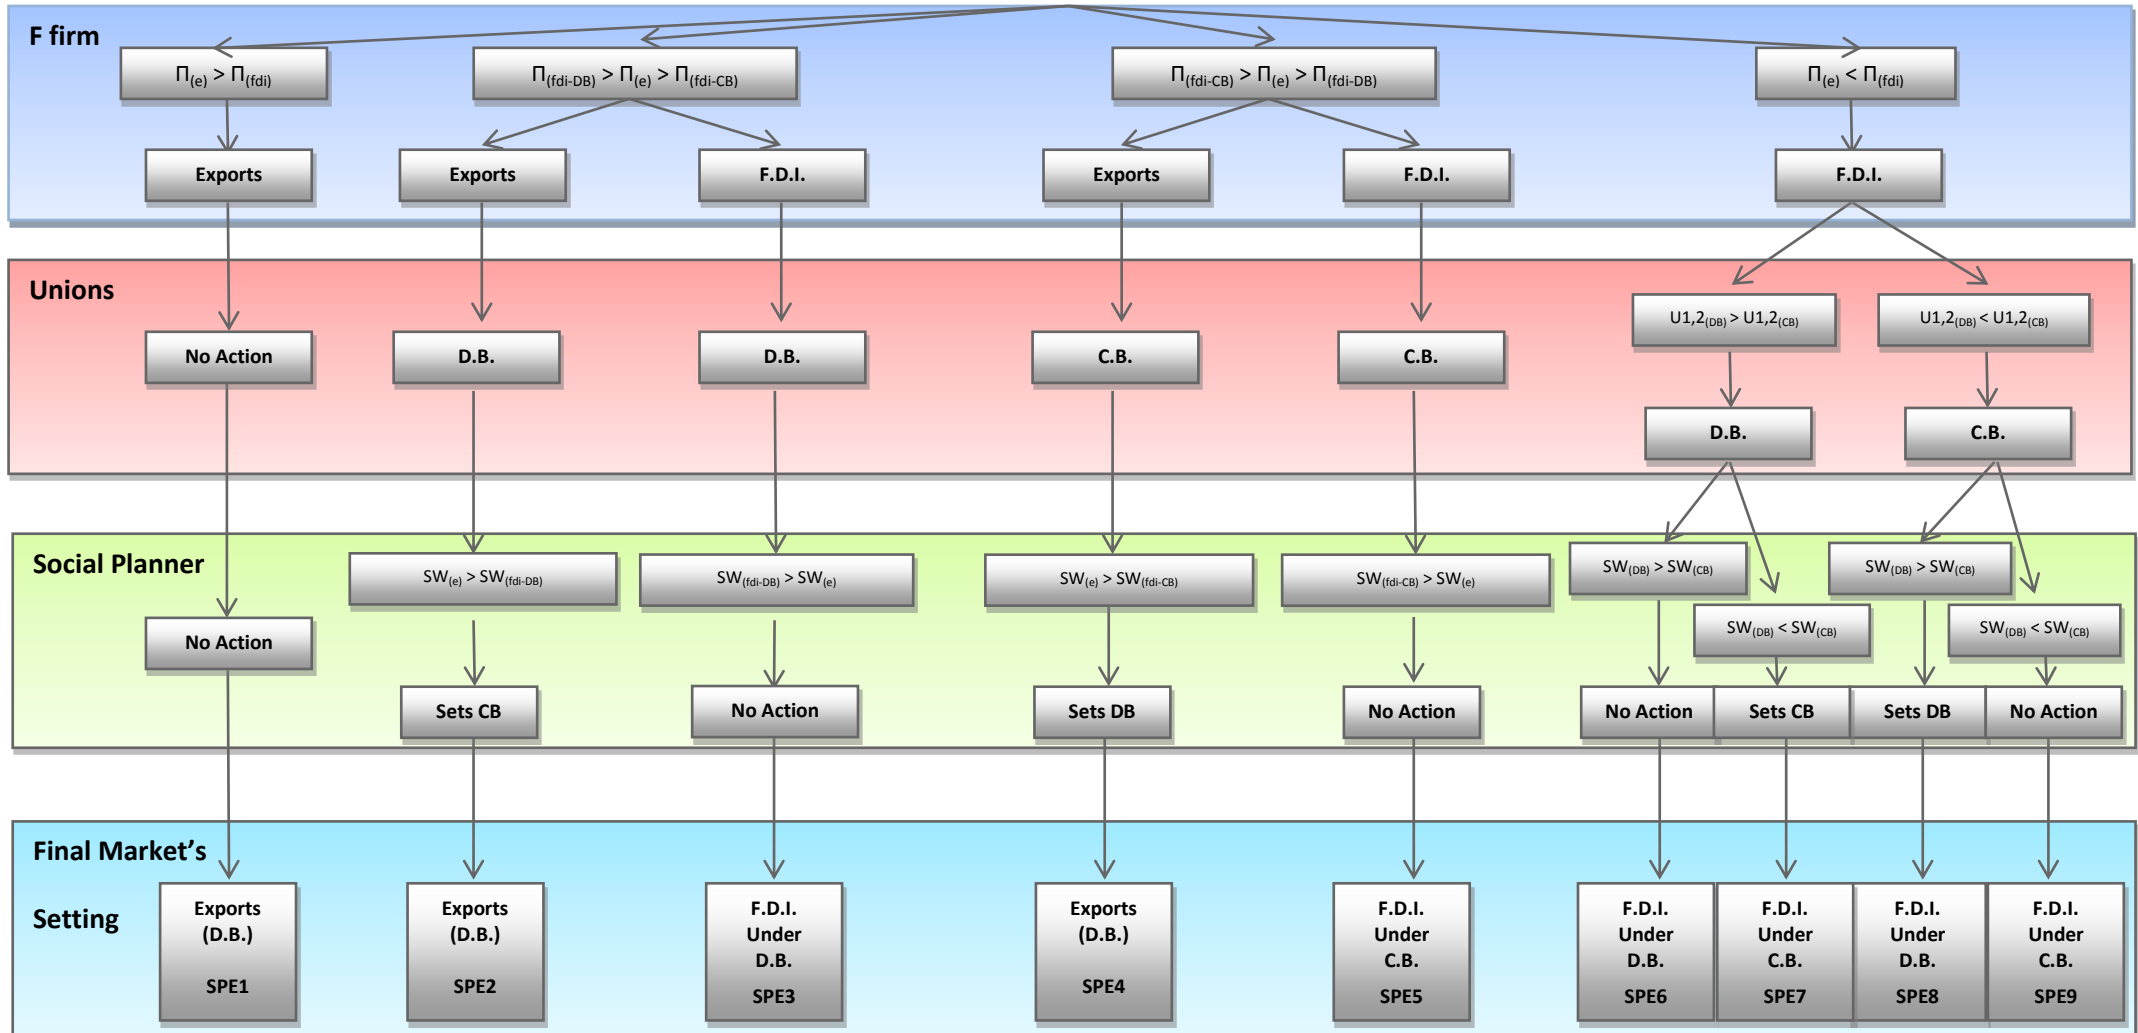 F firm
Π(e) > Π(fdi)
Π(fdi-DB) > Π(e) > Π(fdi-CB)
Π(fdi-CB) > Π(e) > Π(fdi-DB)
Π(e) < Π(fdi)
Exports
Exports
F.D.I.
Exports
F.D.I.
F.D.I.
Unions
U1,2(DB) > U1,2(CB)
U1,2(DB) < U1,2(CB)
No Action
D.B.
D.B.
C.B.
C.B.
D.B.
C.B.
Social Planner
SW(e) > SW(fdi-DB)
SW(fdi-DB) > SW(e)
SW(e) > SW(fdi-CB)
SW(fdi-CB) > SW(e)
SW(DB) > SW(CB)
SW(DB) > SW(CB)
SW(DB) < SW(CB)
SW(DB) < SW(CB)
No Action
Sets CB
No Action
Sets DB
No Action
No Action
Sets CB
Sets DB
No Action
Final Market’s
Setting
Exports
(D.B.)
SPE1
Exports
(D.B.)
SPE2
F.D.I.
Under
D.B.
SPE3
Exports
(D.B.)
SPE4
F.D.I.
Under
C.B.
SPE5
F.D.I.
Under
D.B.
SPE6
F.D.I.
Under
C.B.
SPE7
F.D.I.
Under
D.B.
SPE8
F.D.I.
Under
C.B.
SPE9